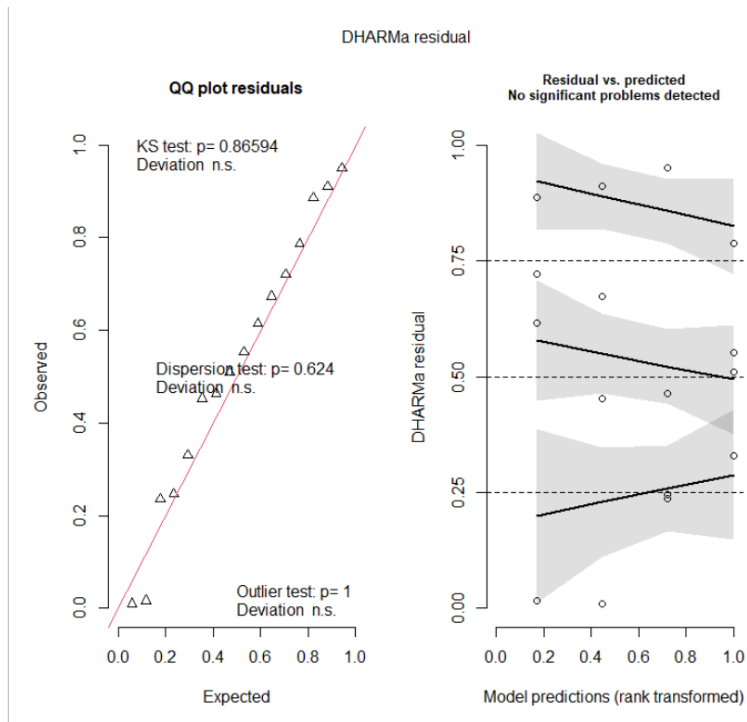 DHARMa residual
QQ plot residuals
KS test: p= 0.86594
Deviation n.s.
Dispersion test: p= 0.624
Deviation n.s.
Outlier test: p= 1
Deviation n.s.
Observed
0.0
0.2
0.4
0.6
0.8
1.0
0.0 0.2 0.4 0.6 0.8 1.0
Expected
Residual vs. predicted
No significant problems detected
DHARMa residual
0.00
0.25
0.50
0.75
1.00
0.0 0.2 0.4 0.6 0.8 1.0
Model predictions (rank transformed)